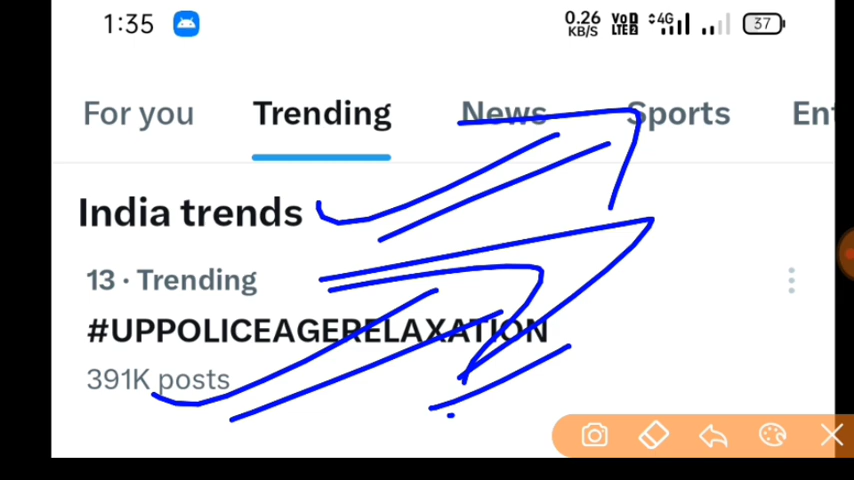 1:35 0.26 KB/S VoD LTE2 4G 37
For you Trending News Sports Ent
India trends
13 · Trending
#UPPOLICEAGERELAXATION
391K posts